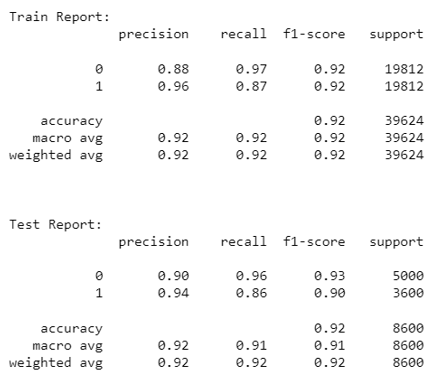 Train Report:
precision recall f1-score support
0 0.88 0.97 0.92 19812
1 0.96 0.87 0.92 19812
accuracy 0.92 39624
macro avg 0.92 0.92 0.92 39624
weighted avg 0.92 0.92 0.92 39624
Test Report:
precision recall f1-score support
0 0.90 0.96 0.93 5000
1 0.94 0.86 0.90 3600
accuracy 0.92 8600
macro avg 0.92 0.91 0.91 8600
weighted avg 0.92 0.92 0.92 8600